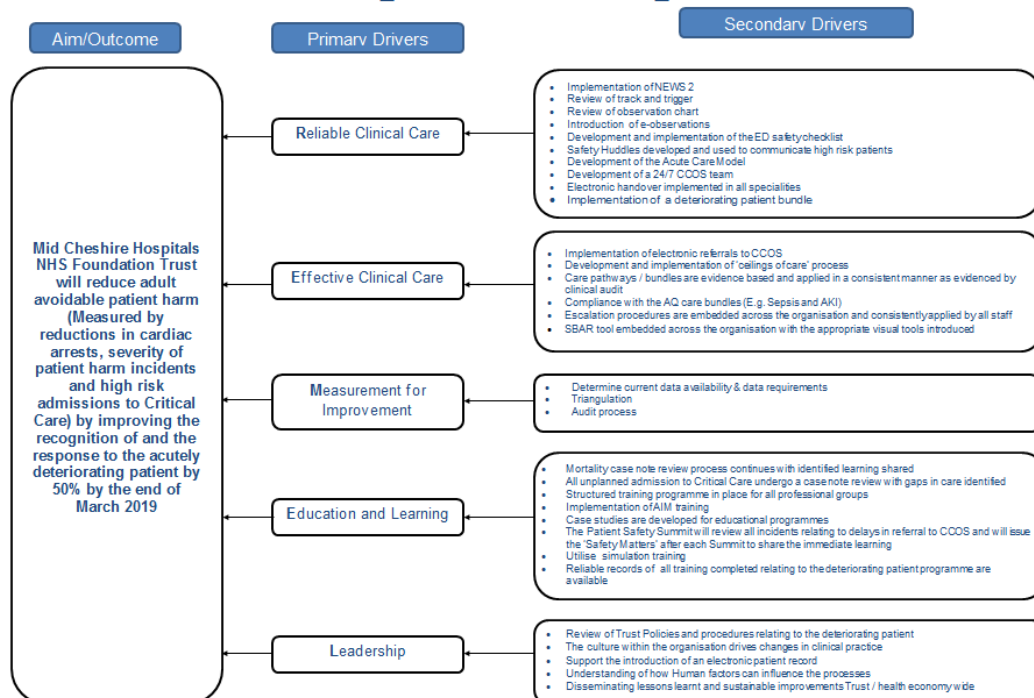 Aim/Outcome
Primary Drivers
Secondary Drivers
Mid Cheshire Hospitals
NHS Foundation Trust
will reduce adult
avoidable patient harm
(Measured by
reductions in cardiac
arrests, severity of
patient harm incidents
and high risk
admissions to Critical
Care) by improving the
recognition of and the
response to the acutely
deteriorating patient by
50% by the end of
March 2019
Reliable Clinical Care
• Implementation of NEWS 2
• Review of track and trigger
• Review of observation chart
• Introduction of e-observations
• Development and implementation of the ED safety checklist
• Safety Huddles developed and used to communicate high risk patients
• Development of the Acute Care Model
• Development of a 24/7 CCOS team
• Electronic handover implemented in all specialities
• Implementation of a deteriorating patient bundle
Effective Clinical Care
• Implementation of electronic referrals to CCOS
• Development and implementation of 'ceilings of care' process
• Care pathways / bundles are evidence based and applied in a consistent manner as evidenced by
clinical audit
• Compliance with the AQ care bundles (E.g. Sepsis and AKI)
• Escalation procedures are embedded across the organisation and consistently applied by all staff
• SBAR tool embedded across the organisation with the appropriate visual tools introduced
Measurement for
Improvement
• Determine current data availability & data requirements
• Triangulation
• Audit process
Education and Learning
• Mortality case note review process continues with identified learning shared
• All unplanned admission to Critical Care undergo a case note review with gaps in care identified
• Structured training programme in place for all professional groups
• Implementation of AIM training
• Case studies are developed for educational programmes
• The Patient Safety Summit will review all incidents relating to delays in referral to CCOS and will issue
the 'Safety Matters' after each Summit to share the immediate learning
• Utilise simulation training
• Reliable records of all training completed relating to the deteriorating patient programme are
available
Leadership
• Review of Trust Policies and procedures relating to the deteriorating patient
• The culture within the organisation drives changes in clinical practice
• Support the introduction of an electronic patient record
• Understanding of how Human factors can influence the processes
• Disseminating lessons learnt and sustainable improvements Trust / health economy wide